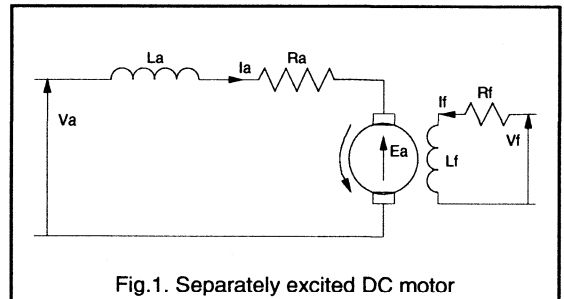 La
Ia
Ra
Va
Ea
If
Rf
Lf
Vf
Fig.1. Separately excited DC motor